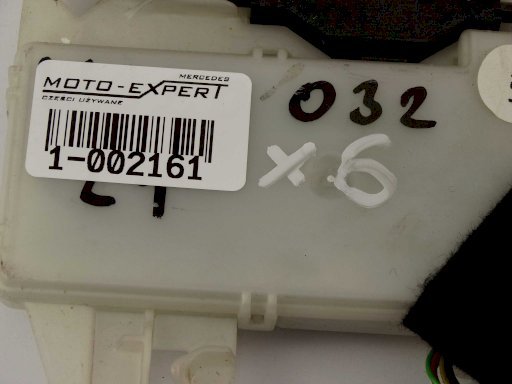 MERCEDES
MOTO-EXPERT
CZĘŚCI UŻYWANE
1-002161
032
X6